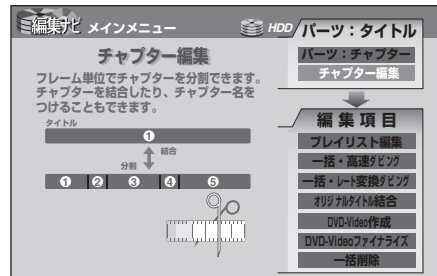 編集ナビ メインメニュー
HDD
チャプター編集
フレーム単位でチャプターを分割できます。
チャプターを結合したり、チャプター名を
つけることもできます。
タイトル
①
結合
分割
① ② ③ ④ ⑤
パーツ：タイトル
パーツ：チャプター
チャプター編集
編集項目
プレイリスト編集
一括・高速ダビング
一括・レート変換ダビング
オリジナルタイトル結合
DVD-Video作成
DVD-Videoファイナライズ
一括削除